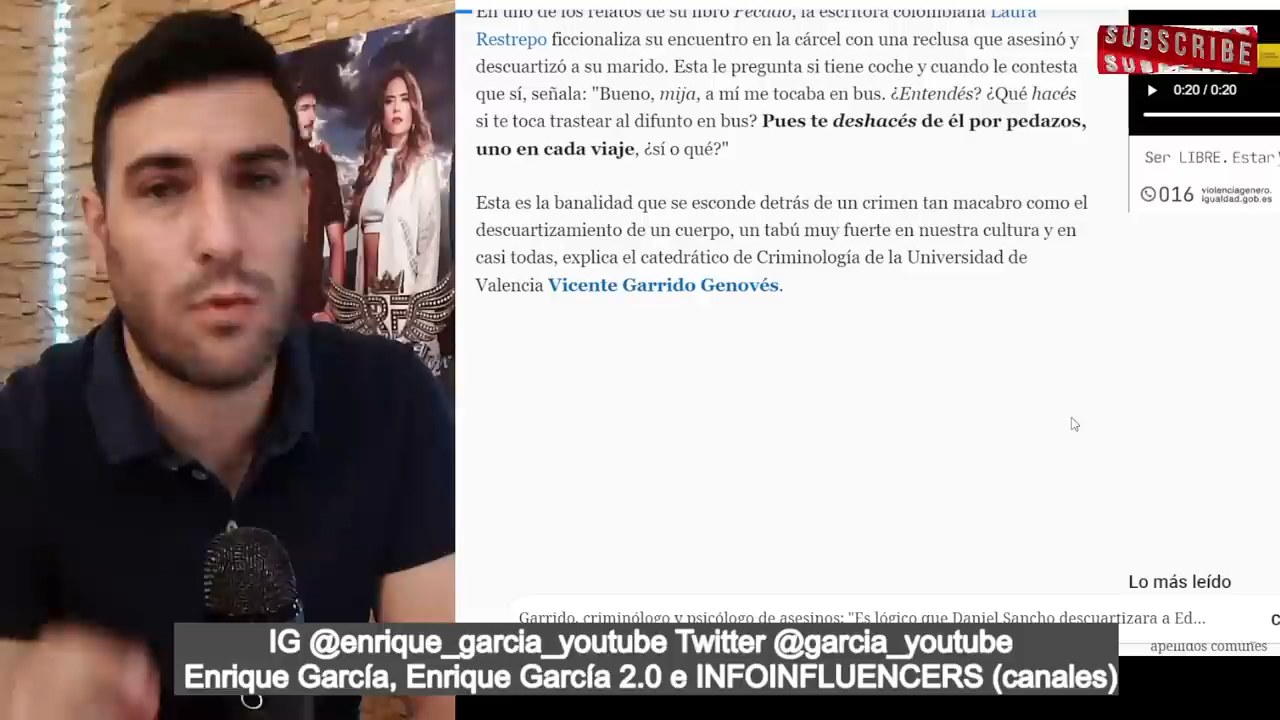 En uno de los relatos de su libro Pecado, la escritora colombiana Laura
Restrepo ficcionaliza su encuentro en la cárcel con una reclusa que asesinó y
descuartizó a su marido. Esta le pregunta si tiene coche y cuando le contesta
que sí, señala: "Bueno, mija, a mí me tocaba en bus. ¿Entendés? ¿Qué hacés
si te toca trastear al difunto en bus? Pues te deshacés de él por pedazos,
uno en cada viaje, ¿sí o qué?"
Esta es la banalidad que se esconde detrás de un crimen tan macabro como el
descuartizamiento de un cuerpo, un tabú muy fuerte en nuestra cultura y en
casi todas, explica el catedrático de Criminología de la Universidad de
Valencia Vicente Garrido Genovés.
SUBSCRIBE
0:20 / 0:20
Ser LIBRE. Estar
016 violenciagenero.
igualdad.gob.es
Lo más leído
Garrido, criminólogo y psicólogo de asesinos: "Es lógico que Daniel Sancho descuartizara a Ed...
apellidos comunes
IG @enrique_garcia_youtube Twitter @garcia_youtube
Enrique García, Enrique García 2.0 e INFOINFLUENCERS (canales)